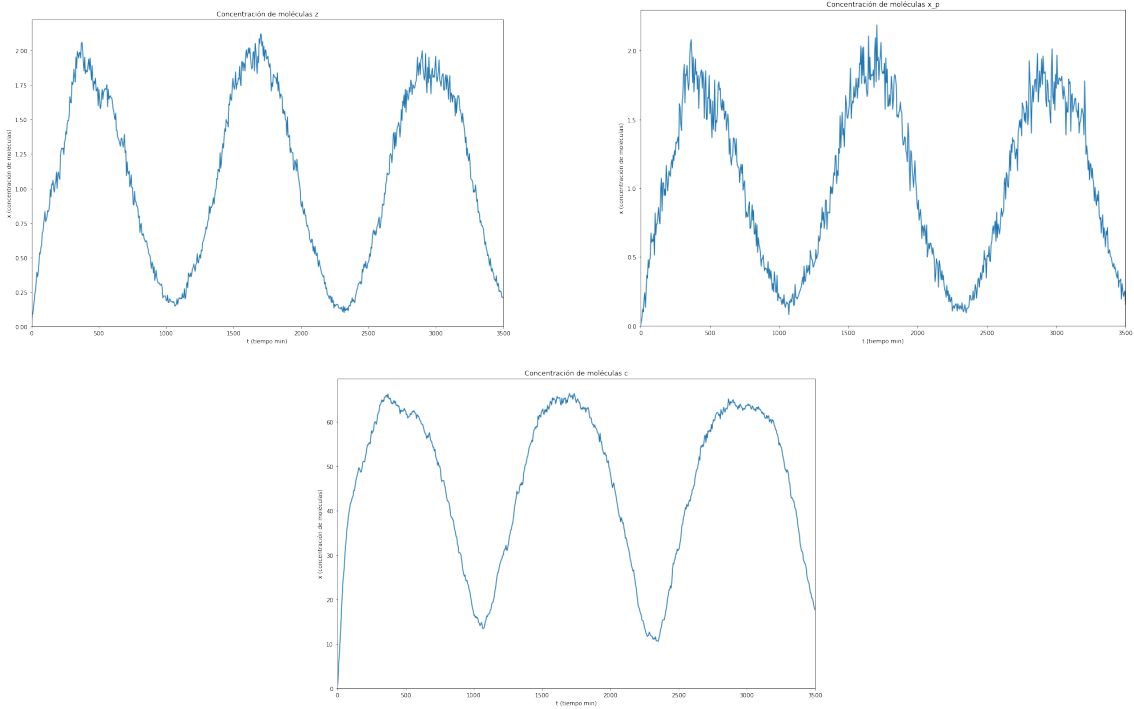 Concentración de moléculas z
x (concentración de moléculas)
2.00
1.75
1.50
1.25
1.00
0.75
0.50
0.25
0.00
0 500 1000 1500 2000 2500 3000 3500
t (tiempo min)
Concentración de moléculas x_p
x (concentración de moléculas)
2.0
1.5
1.0
0.5
0.0
0 500 1000 1500 2000 2500 3000 3500
t (tiempo min)
Concentración de moléculas c
x (concentración de moléculas)
60
50
40
30
20
10
0
0 500 1000 1500 2000 2500 3000 3500
t (tiempo min)